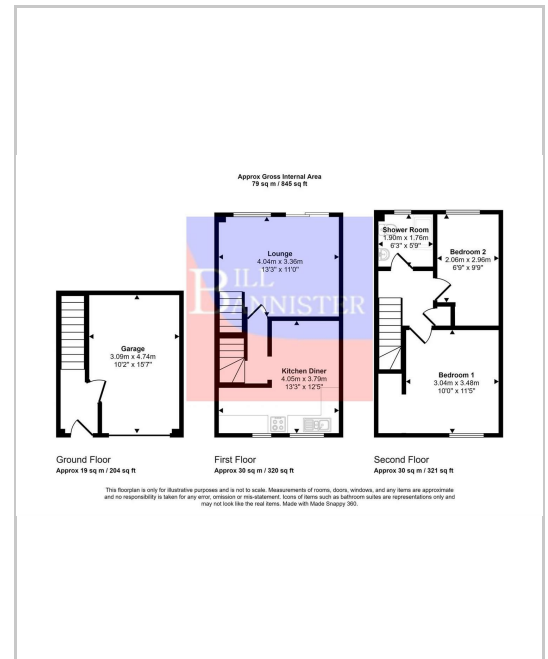 Approx Gross Internal Area
79 sq m / 845 sq ft
BILL
BANNISTER
Garage
3.09m x 4.74m
10'2" x 15'7"
Lounge
4.04m x 3.36m
13'3" x 11'0"
Kitchen Diner
4.05m x 3.79m
13'3" x 12'5"
Shower Room
1.90m x 1.76m
6'3" x 5'9"
Bedroom 2
2.06m x 2.96m
6'9" x 9'9"
Bedroom 1
3.04m x 3.48m
10'0" x 11'5"
Ground Floor
Approx 19 sq m / 204 sq ft
First Floor
Approx 30 sq m / 320 sq ft
Second Floor
Approx 30 sq m / 321 sq ft
This floorplan is only for illustrative purposes and is not to scale. Measurements of rooms, doors, windows, and any items are approximate
and no responsibility is taken for any error, omission or mis-statement. Icons of items such as bathroom suites are representations only and
may not look like the real items. Made with Made Snappy 360.